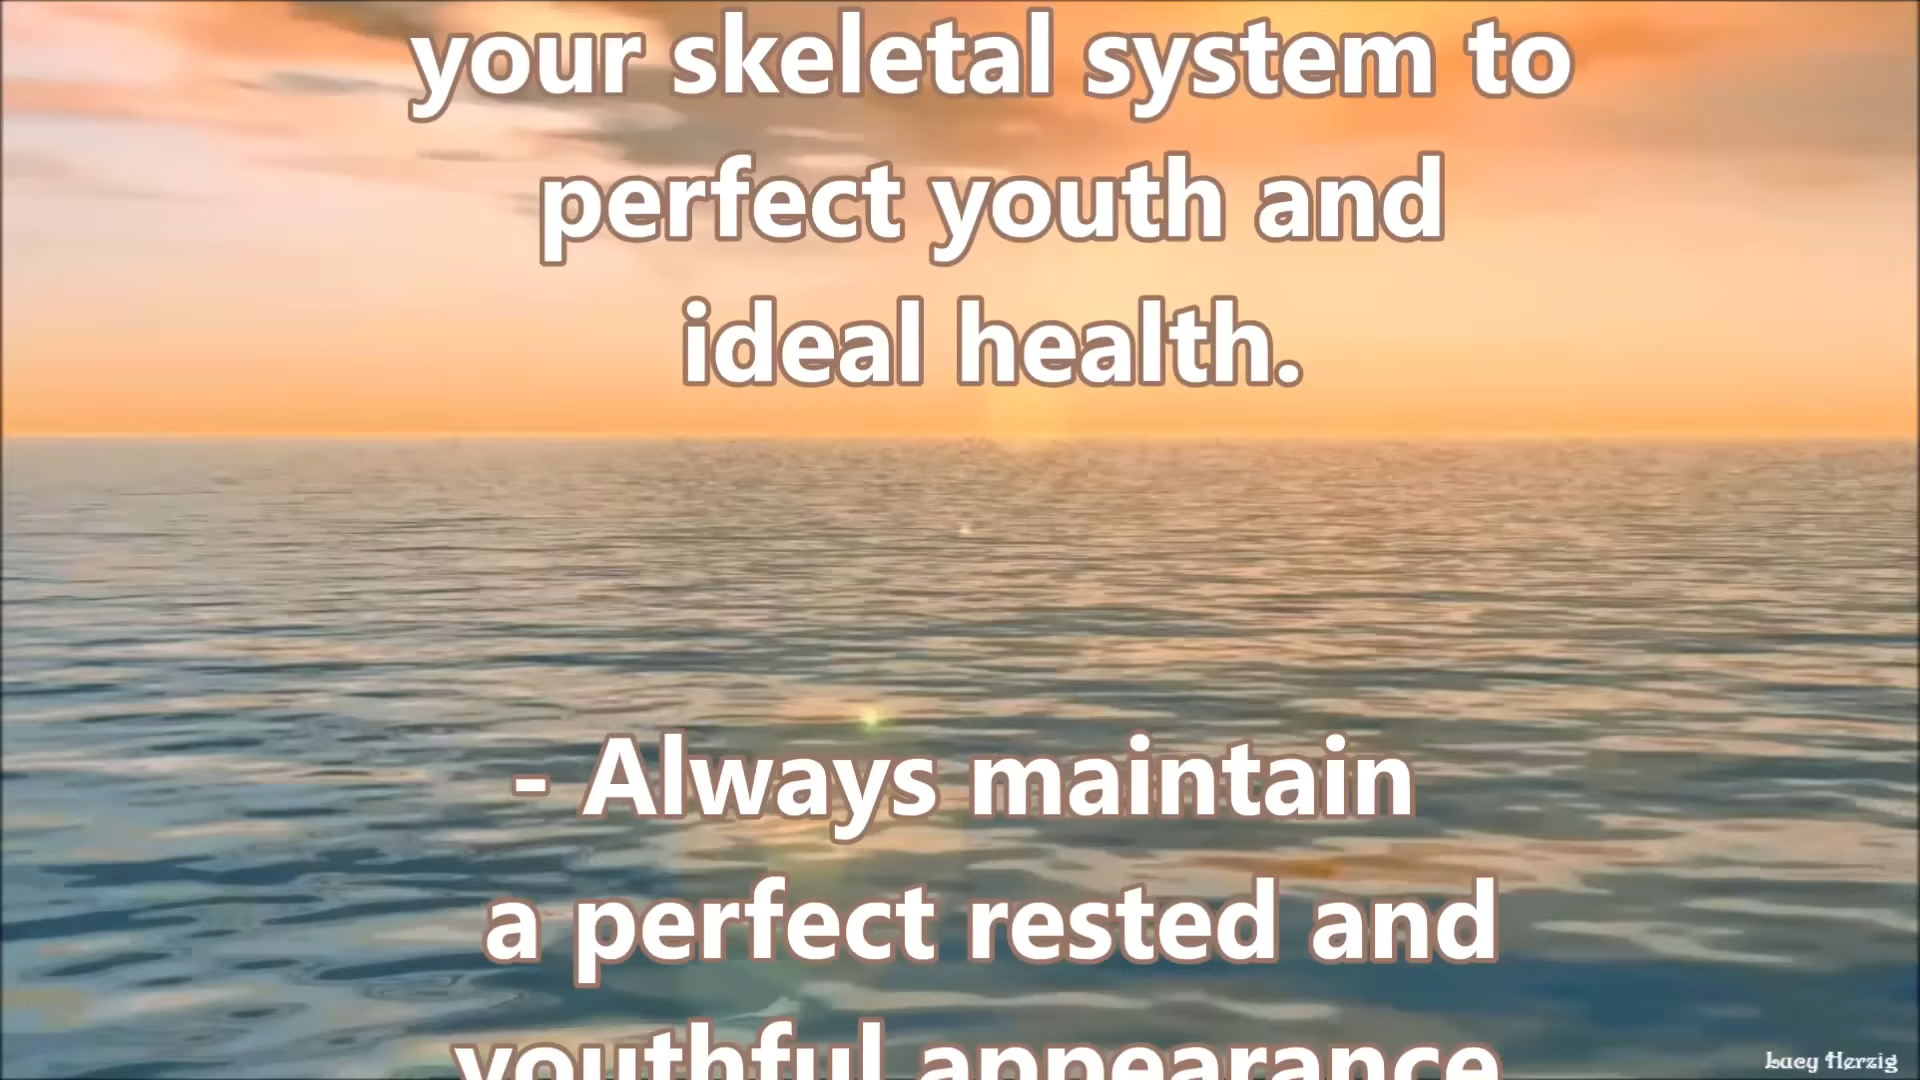 your skeletal system to
perfect youth and
ideal health.
- Always maintain
a perfect rested and
youthful appearance
Lucy Herzig